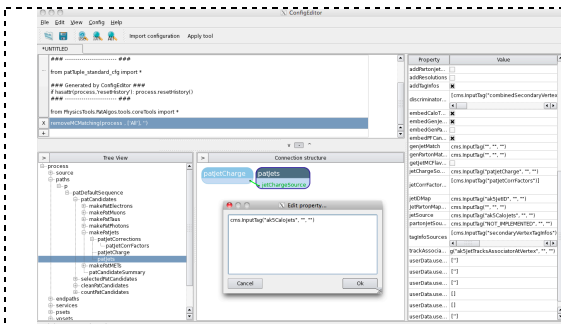 ConfigEditor
File Edit View Config Help
Import configuration Apply tool
*UNTITLED
### ---------------------- ###
from patTuple_standard_cfg import *
### Generated by ConfigEditor ###
if hasattr(process,'resetHistory'): process.resetHistory()
### ---------------------- ###
from PhysicsTools.PatAlgos.tools.coreTools import *
X removeMCMatching(process , ['All'], '')
+
> Tree View
process
source
paths
p
patDefaultSequence
patCandidates
makePatElectrons
makePatMuons
makePatTaus
makePatPhotons
makePatJets
patJetCorrections
patJetCorrFactors
patJetCharge
patJets
makePatMETs
patCandidateSummary
selectedPatCandidates
cleanPatCandidates
countPatCandidates
endpaths
services
psets
vpsets
> Connection structure
patJetCharge patJets
jetChargeSource
Edit property...
cms.InputTag("ak5CaloJets", "", "")
Cancel Ok
Property Value
addPartonJet...
addResolutions
addTagInfos
discriminator... [cms.InputTag("combinedSecondaryVertex
embedCaloT...
embedGenJe...
embedGenPa...
embedPFCan...
genJetMatch cms.InputTag("", "", "")
genPartonMat... cms.InputTag("", "", "")
getJetMCFlav...
jetChargeSo... cms.InputTag("patJetCharge", "", "")
jetCorrFactor... [cms.InputTag("patJetCorrFactors")]
jetIDMap cms.InputTag("ak5JetID", "", "")
JetPartonMap... cms.InputTag("", "", "")
jetSource cms.InputTag("ak5CaloJets", "", "")
partonJetSou... cms.InputTag("NOT_IMPLEMENTED", "", "")
tagInfoSources [cms.InputTag("secondaryVertexTagInfos")
trackAssocia... g("ak5JetTracksAssociatorAtVertex", "", "")
userData.use... [""]
userData.use... [""]
userData.use... [""]
userData.use... []
userData.use... []
userData.use... [""]